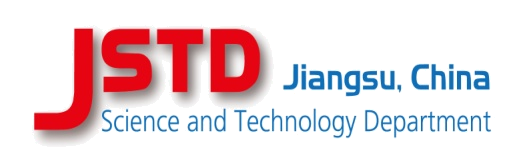 JSTD Jiangsu, China
Science and Technology Department